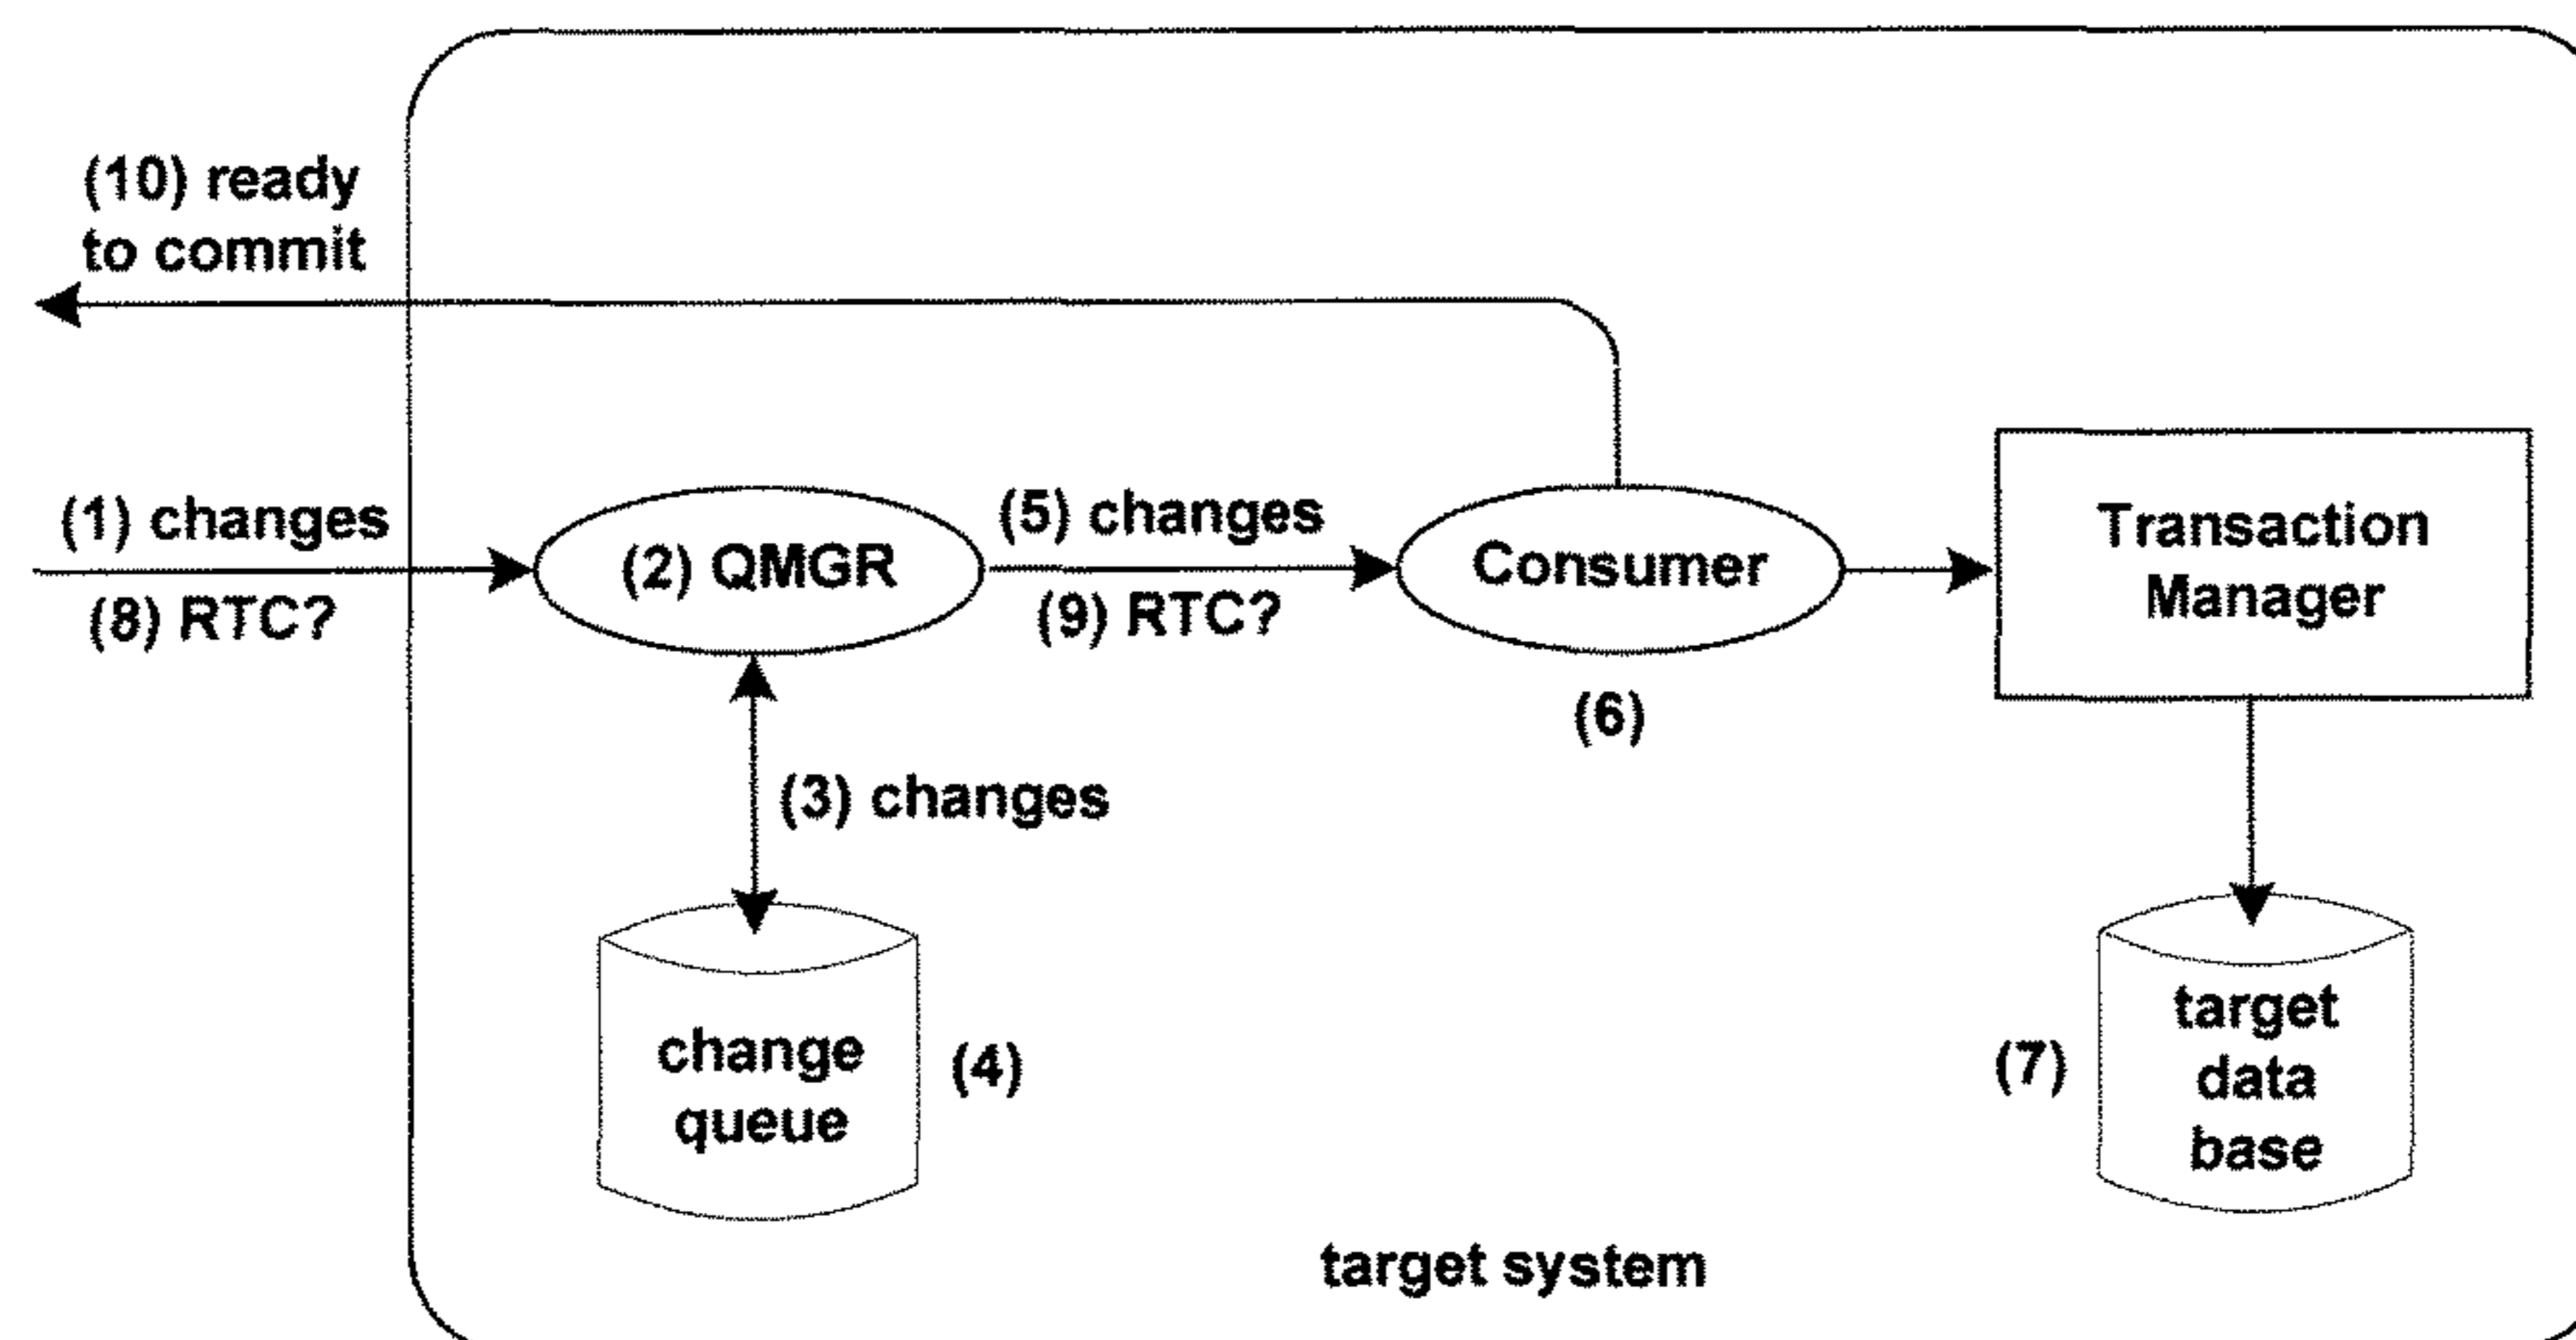 (10) ready
to commit
(1) changes
(8) RTC?
(2) QMGR
(5) changes
(9) RTC?
Consumer
(6)
Transaction
Manager
(3) changes
change
queue
(4)
(7)
target
data
base
target system